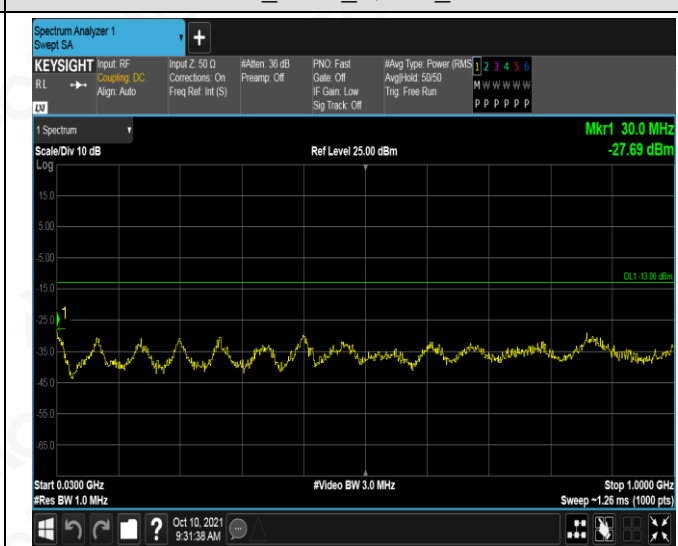 Spectrum Analyzer 1
Swept SA
+
KEYSIGHT Input: RF Input Z: 50 Ω #Atten: 36 dB PNO: Fast #Avg Type: Power (RMS 1 2 3 4 5 6
RL Coupling: DC Corrections: On Preamp: Off Gate: Off Avg|Hold: 50/50 M W W W W W
Align: Auto Freq Ref: Int (S) IF Gain: Low Trig: Free Run
Sig Track: Off P P P P P P
1 Spectrum Mkr1 30.0 MHz
Scale/Div 10 dB Ref Level 25.00 dBm -27.69 dBm
Log
15.0
5.00
-5.00
DL1 -13.00 dBm
-15.0
1
-25.0
-35.0
-45.0
-55.0
-65.0
Start 0.0300 GHz #Video BW 3.0 MHz Stop 1.0000 GHz
#Res BW 1.0 MHz Sweep ~1.26 ms (1000 pts)
? Oct 10, 2021
9:31:38 AM